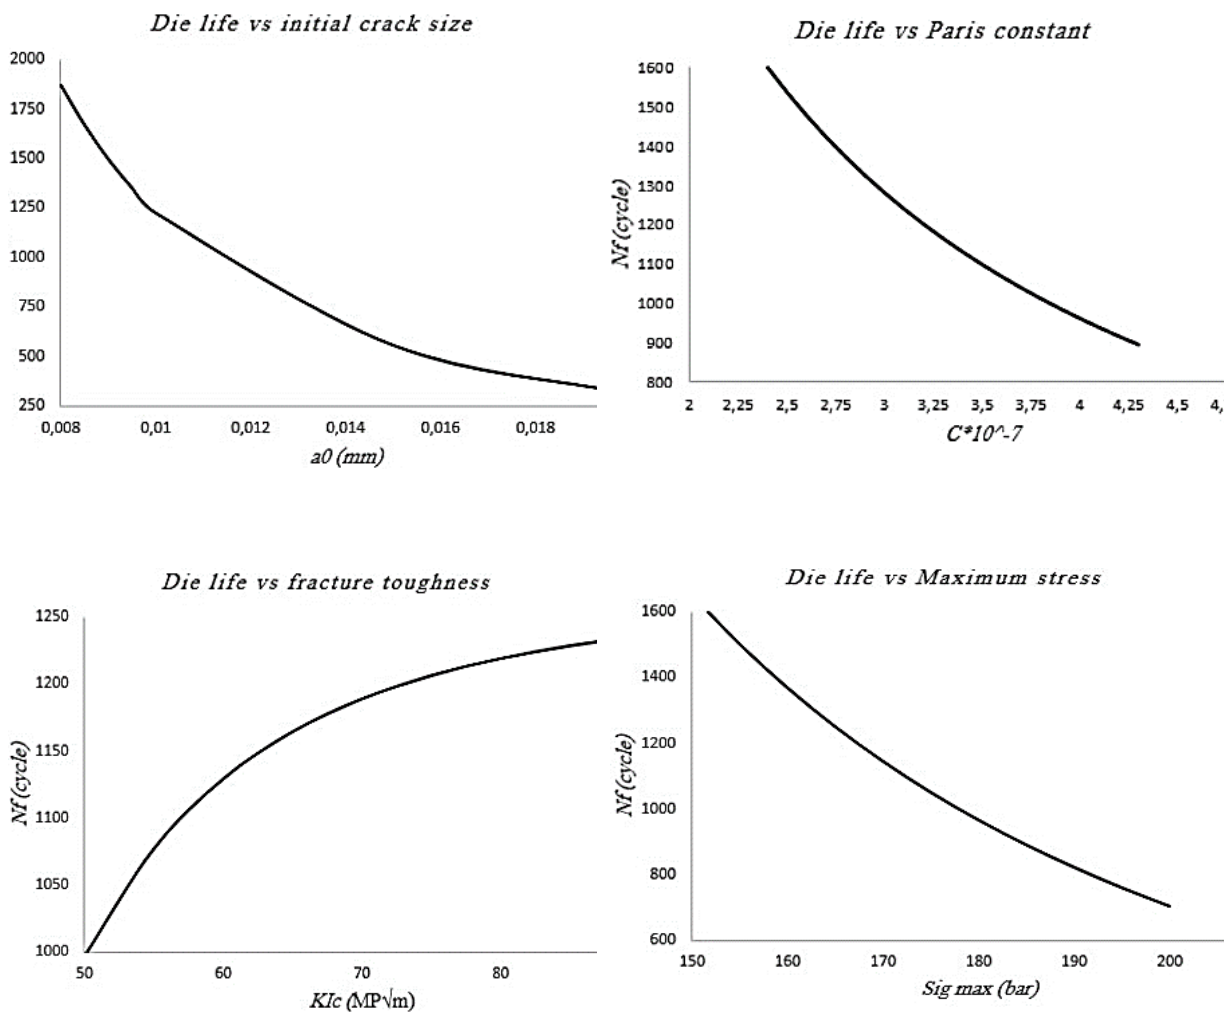 Die life vs initial crack size
2000
1750
1500
1250
1000
750
500
250
0,008 0,01 0,012 0,014 0,016 0,018
a0 (mm)
Die life vs Paris constant
Nf (cycle)
1600
1500
1400
1300
1200
1100
1000
900
800
2 2,25 2,5 2,75 3 3,25 3,5 3,75 4 4,25 4,5 4,
C*10^-7
Die life vs fracture toughness
Nf (cycle)
1250
1200
1150
1100
1050
1000
50 60 70 80
KIc (MP√m)
Die life vs Maximum stress
Nf (cycle)
1600
1400
1200
1000
800
600
150 160 170 180 190 200
Sig max (bar)